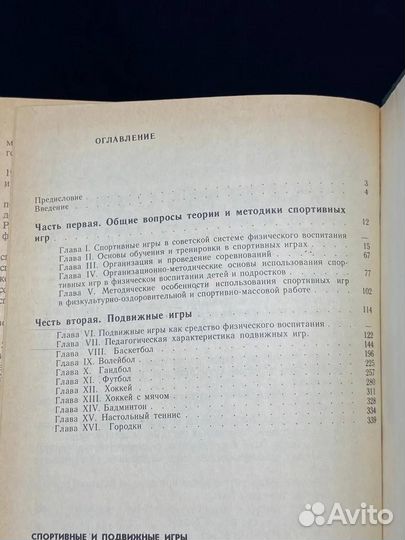 ОГЛАВЛЕНИЕ
Предисловие 3
Введение 4
Часть первая. Общие вопросы теории и методики спортивных
игр 12
Глава I. Спортивные игры в советской системе физического воспитания —
Глава II. Основы обучения и тренировки в спортивных играх 15
Глава III. Организация и проведение соревнований 67
Глава IV. Организационно-методические основы использования спор-
тивных игр в физическом воспитании детей и подростков 77
Глава V. Методические особенности использования спортивных игр
в физкультурно-оздоровительной и спортивно-массовой работе 102
Честь вторая. Подвижные игры 114
Глава VI. Подвижные игры как средство физического воспитания —
Глава VII. Педагогическая характеристика подвижных игр 122
Глава VIII. Баскетбол 144
Глава IX. Волейбол 196
Глава X. Гандбол 225
Глава XI. Футбол 257
Глава XII. Хоккей 280
Глава XIII. Хоккей с мячом 311
Глава XIV. Бадминтон 328
Глава XV. Настольный теннис 334
Глава XVI. Городки 339
СПОРТИВНЫЕ И ПОДВИЖНЫЕ ИГРЫ
Avito